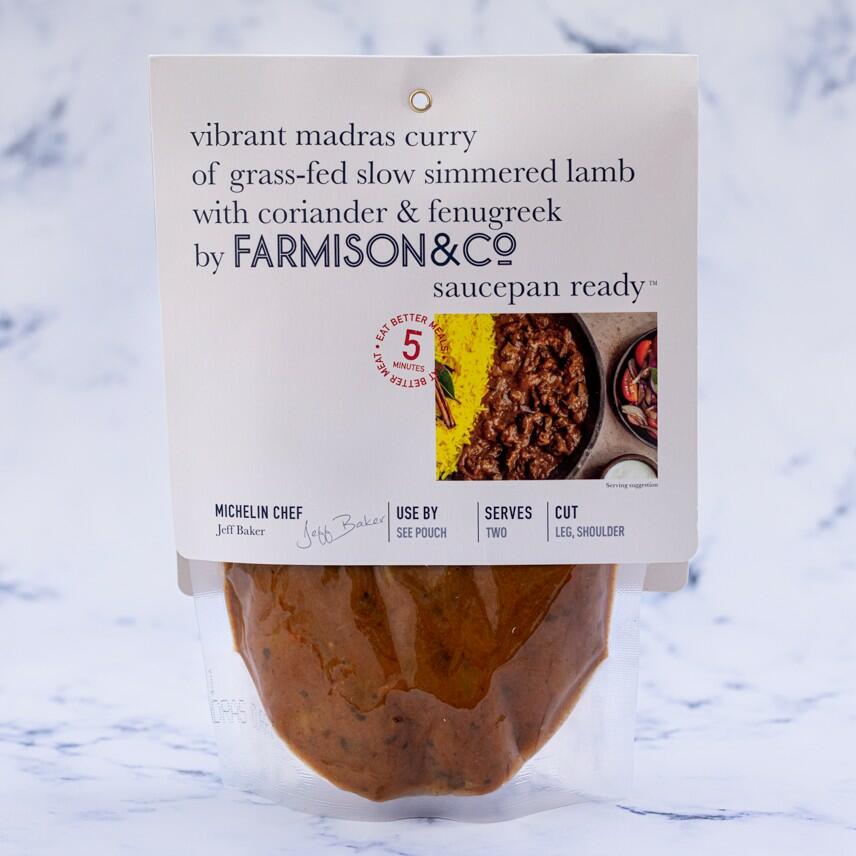 vibrant madras curry
of grass-fed slow simmered lamb
with coriander & fenugreek
by FARMISON&Cº
saucepan ready™
• EAT BETTER MEALS
5
MINUTES
EAT BETTER MEAT
Serving suggestion
MICHELIN CHEF
Jeff Baker
Jeff Baker
USE BY
SEE POUCH
SERVES
TWO
CUT
LEG, SHOULDER